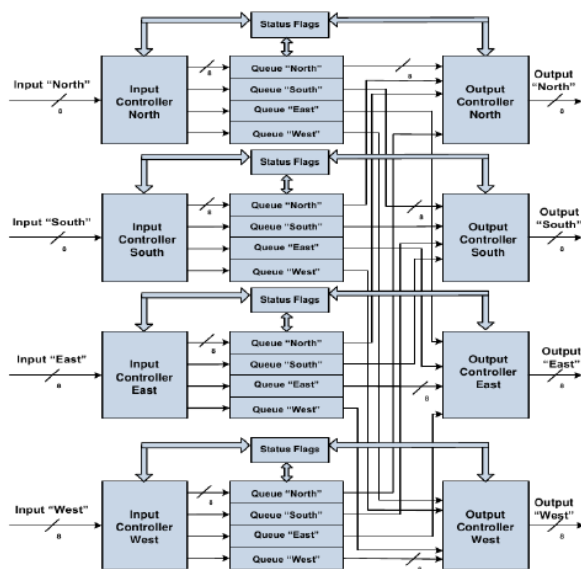 Status Flags
Input "North"
8
Input
Controller
North
8
Queue "North"
Queue "South"
Queue "East"
Queue "West"
8
Output
Controller
North
Output
"North"
8
Status Flags
Input "South"
8
Input
Controller
South
8
Queue "North"
Queue "South"
Queue "East"
Queue "West"
8
Output
Controller
South
Output
"South"
8
Status Flags
Input "East"
8
Input
Controller
East
8
Queue "North"
Queue "South"
Queue "East"
Queue "West"
8
Output
Controller
East
Output
"East"
8
Status Flags
Input "West"
8
Input
Controller
West
8
Queue "North"
Queue "South"
Queue "East"
Queue "West"
8
Output
Controller
West
Output
"West"
8